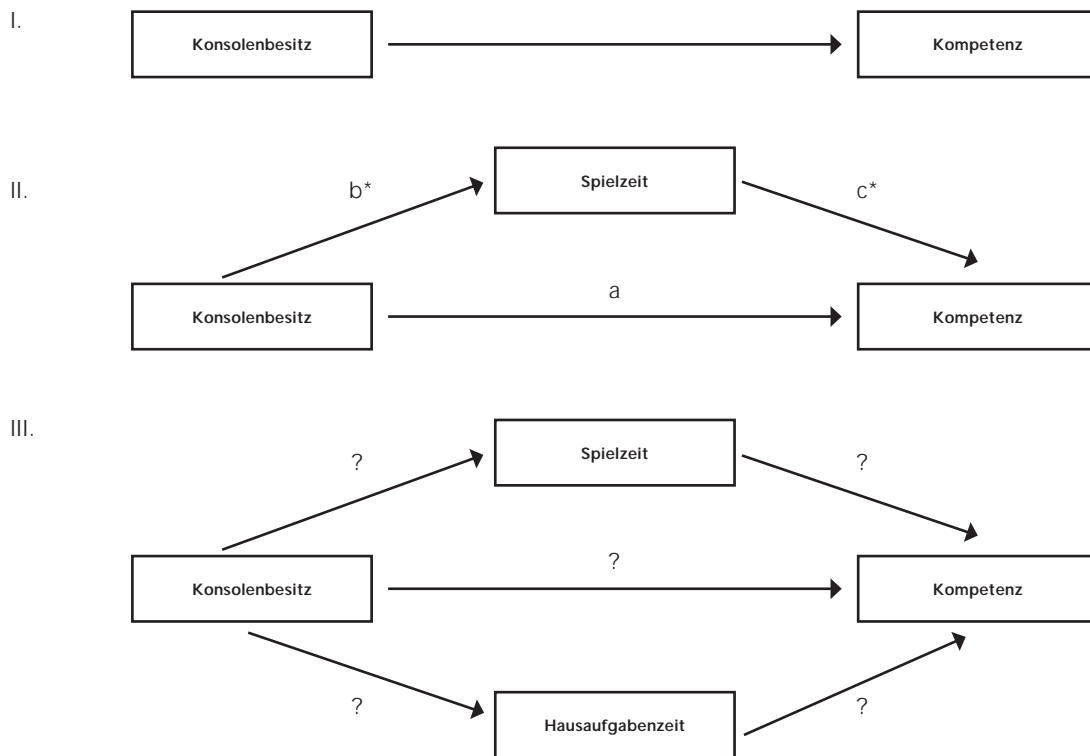 I.
Konsolenbesitz
Kompetenz
II.
b*
Spielzeit
c*
Konsolenbesitz
a
Kompetenz
III.
?
Spielzeit
?
Konsolenbesitz
?
Kompetenz
?
Hausaufgabenzeit
?